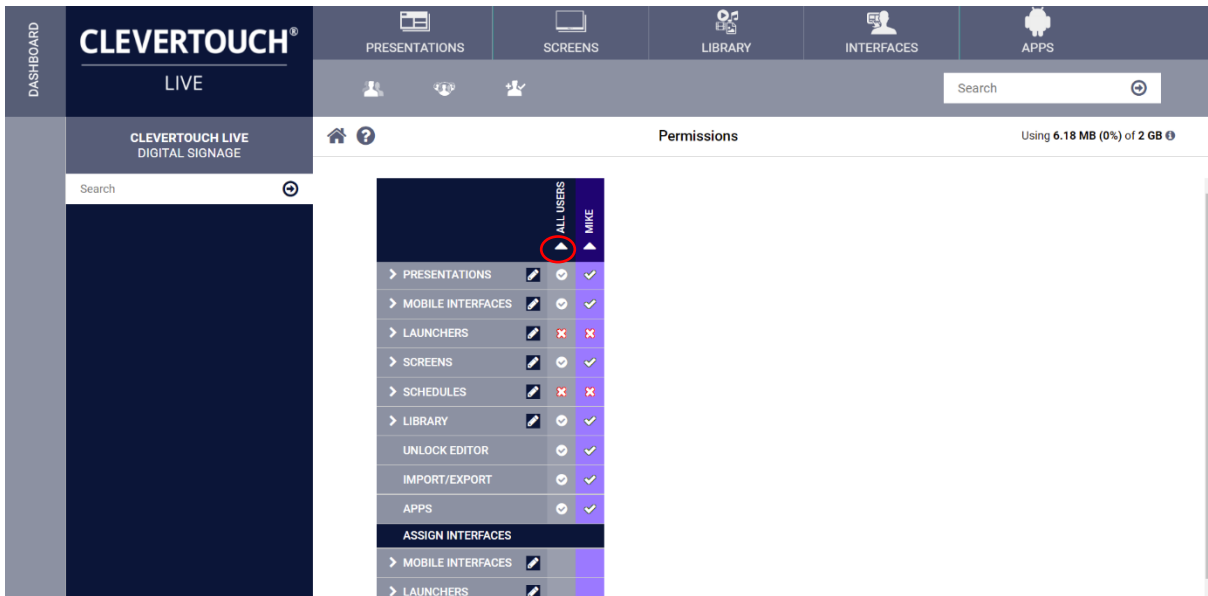 DASHBOARD
CLEVERTOUCH®
LIVE
PRESENTATIONS
SCREENS
LIBRARY
INTERFACES
APPS
Search
CLEVERTOUCH LIVE
DIGITAL SIGNAGE
Search
Permissions
Using 6.18 MB (0%) of 2 GB
ALL USERS
MIKE
PRESENTATIONS
MOBILE INTERFACES
LAUNCHERS
SCREENS
SCHEDULES
LIBRARY
UNLOCK EDITOR
IMPORT/EXPORT
APPS
ASSIGN INTERFACES
MOBILE INTERFACES
LAUNCHERS